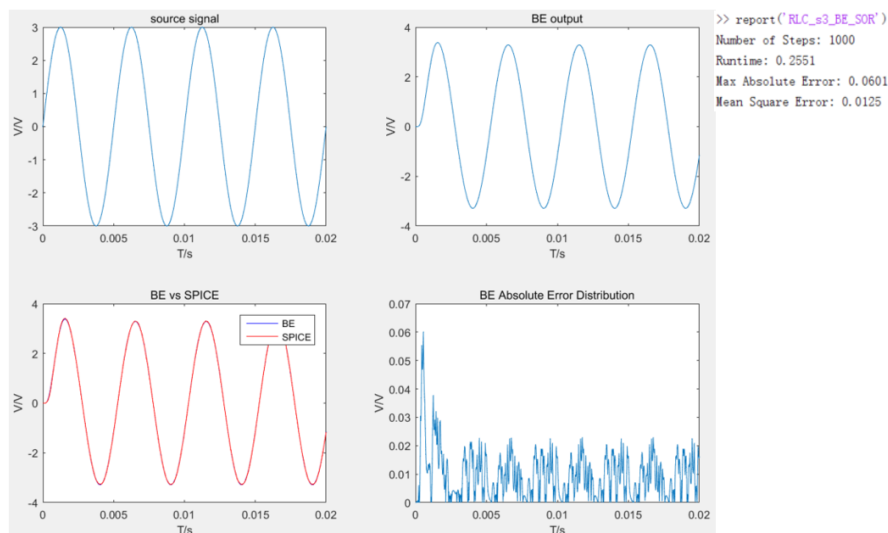 source signal
3
2
1
0
-1
-2
-3
V/V
0
0.005
0.01
0.015
0.02
T/s
BE output
4
2
0
-2
-4
V/V
0
0.005
0.01
0.015
0.02
T/s
>> report('RLC_s3_BE_SOR')
Number of Steps: 1000
Runtime: 0.2551
Max Absolute Error: 0.0601
Mean Square Error: 0.0125
BE vs SPICE
4
2
0
-2
-4
V/V
BE
SPICE
0
0.005
0.01
0.015
0.02
T/s
BE Absolute Error Distribution
0.07
0.06
0.05
0.04
0.03
0.02
0.01
0
V/V
0
0.005
0.01
0.015
0.02
T/s